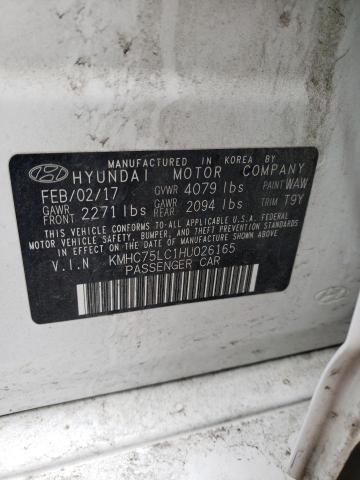 MANUFACTURED IN KOREA BY
HYUNDAI MOTOR COMPANY
FEB/02/17 GVWR 4079 lbs PAINT WAW
GAWR FRONT 2271 lbs GAWR REAR 2094 lbs TRIM T9Y
THIS VEHICLE CONFORMS TO ALL APPLICABLE U.S.A. FEDERAL
MOTOR VEHICLE SAFETY, BUMPER, AND THEFT PREVENTION STANDARDS
IN EFFECT ON THE DATE OF MANUFACTURE SHOWN ABOVE.
V.I.N KMHC75LC1HU026165
PASSENGER CAR